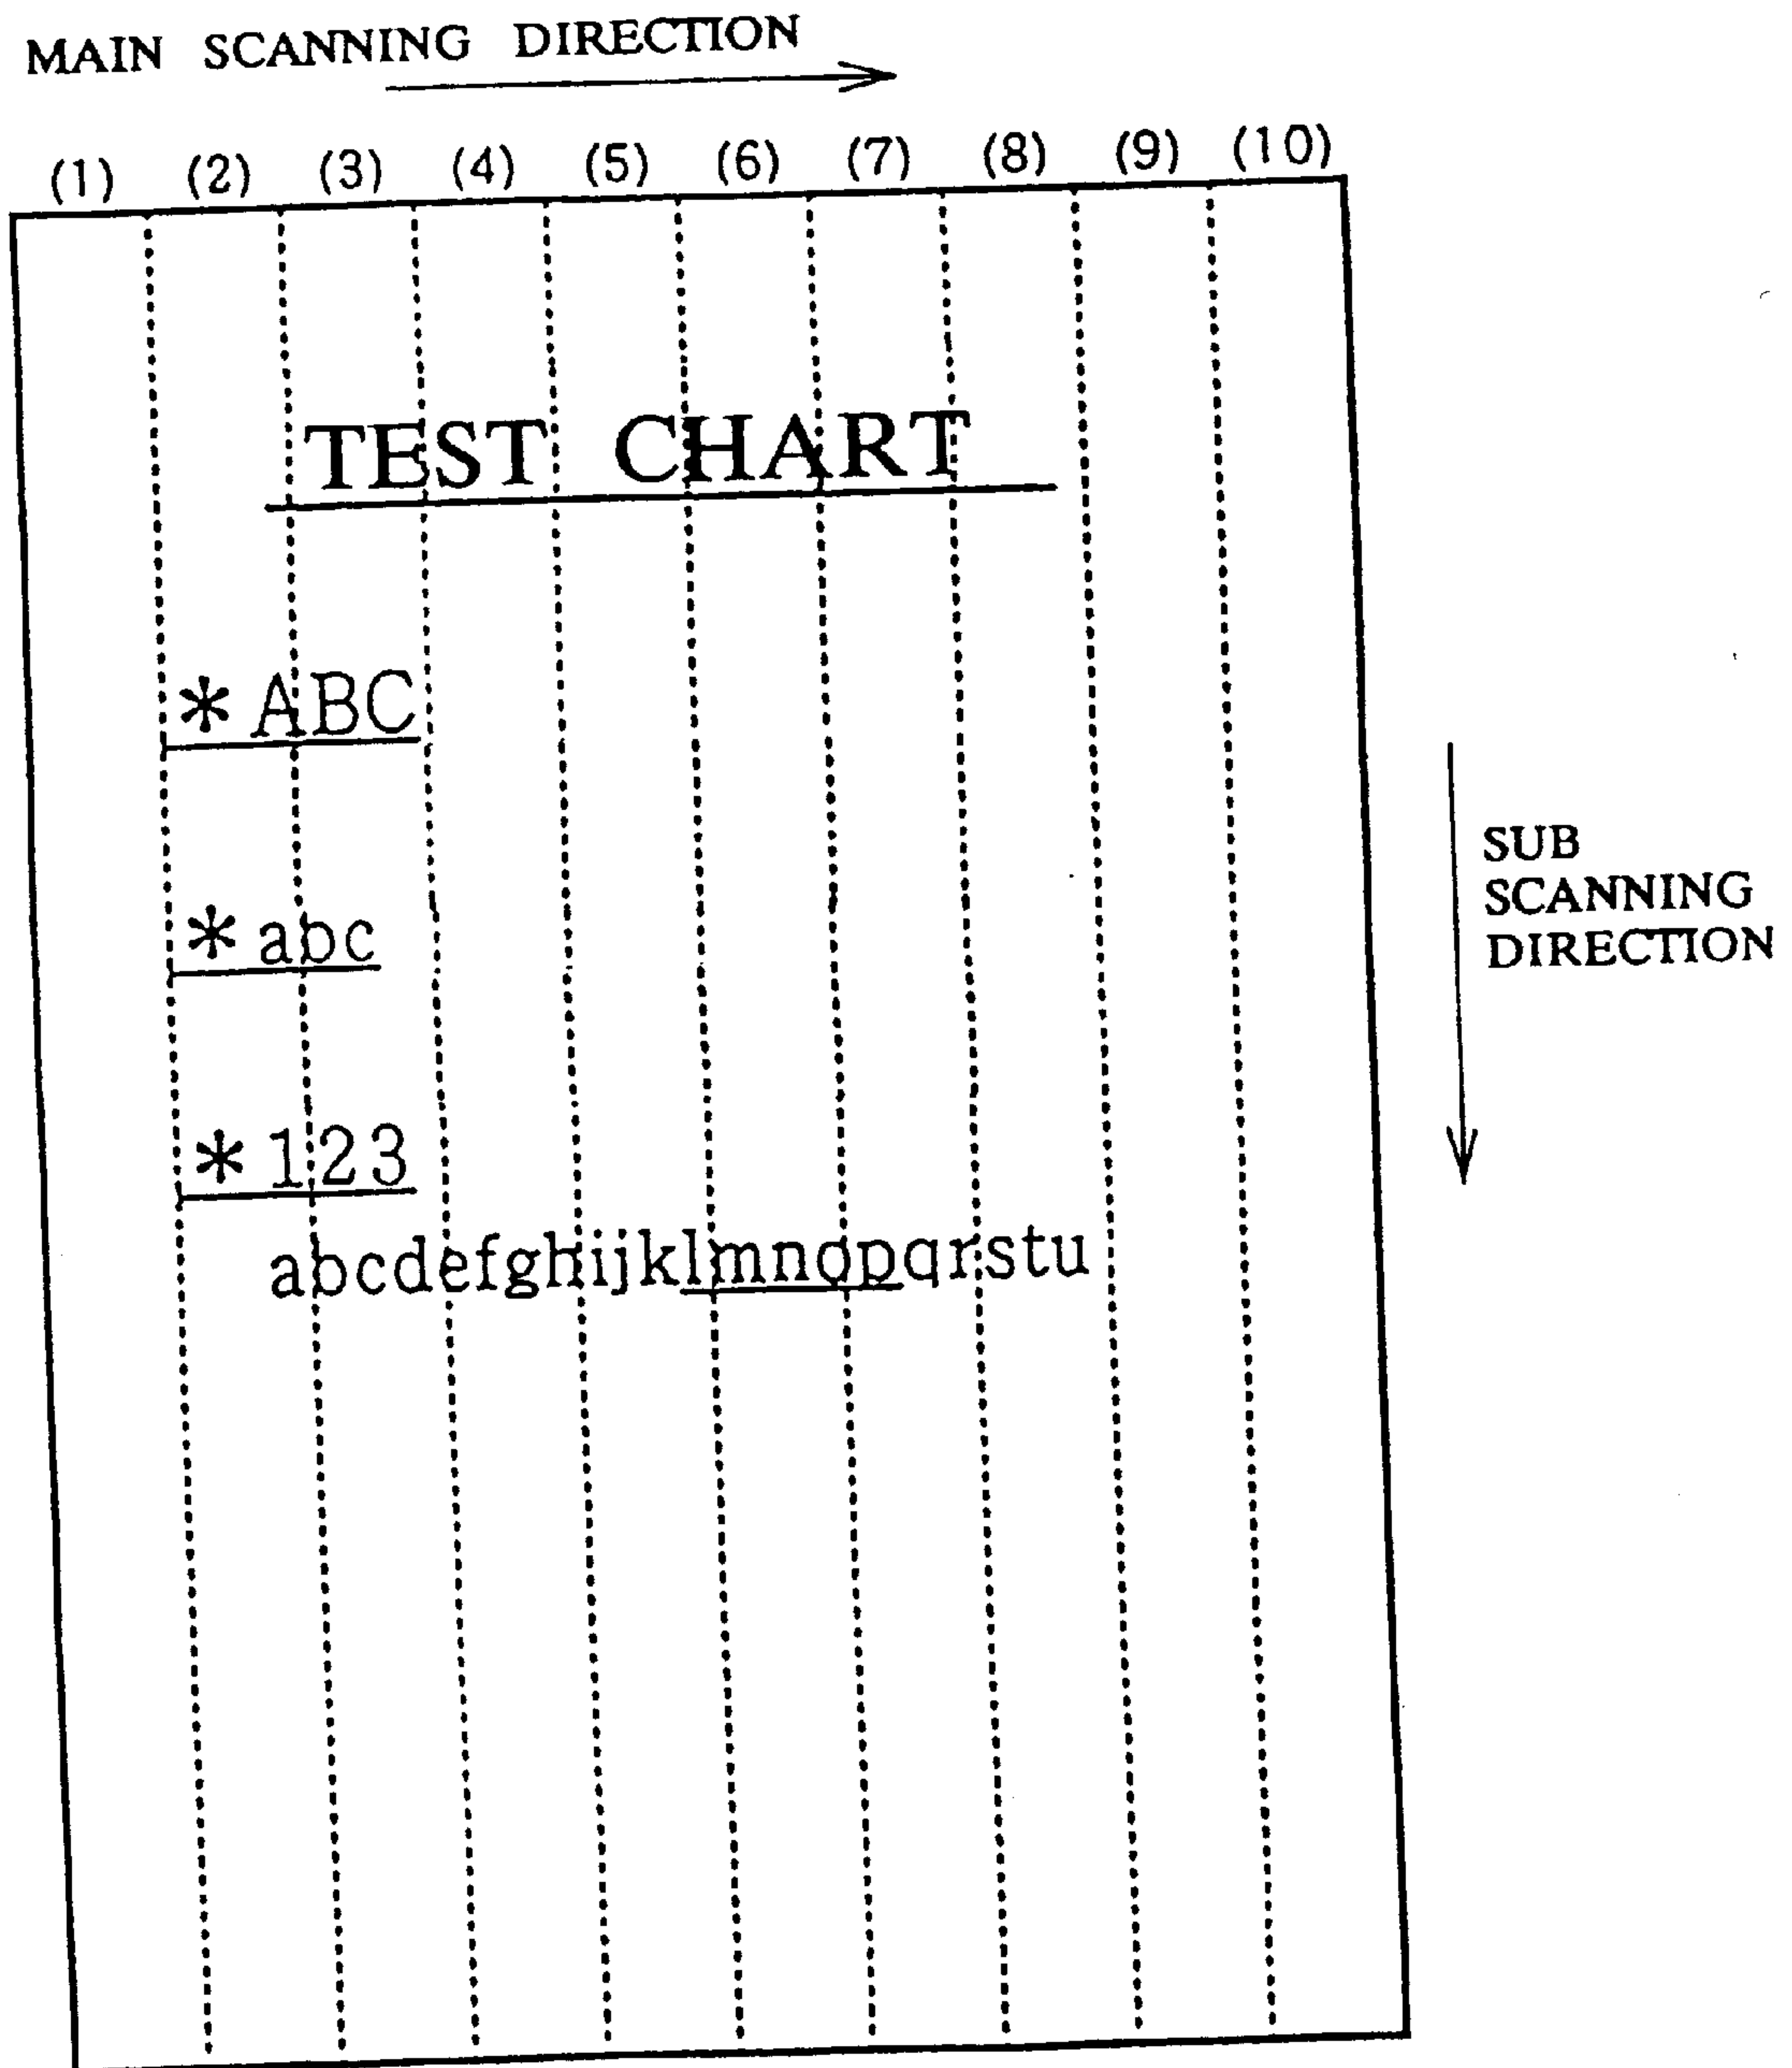 MAIN SCANNING DIRECTION
(1) (2) (3) (4) (5) (6) (7) (8) (9) (10)
TEST CHART
* ABC
* abc
* 123
abcdefghijklmnopqrstu
SUB
SCANNING
DIRECTION